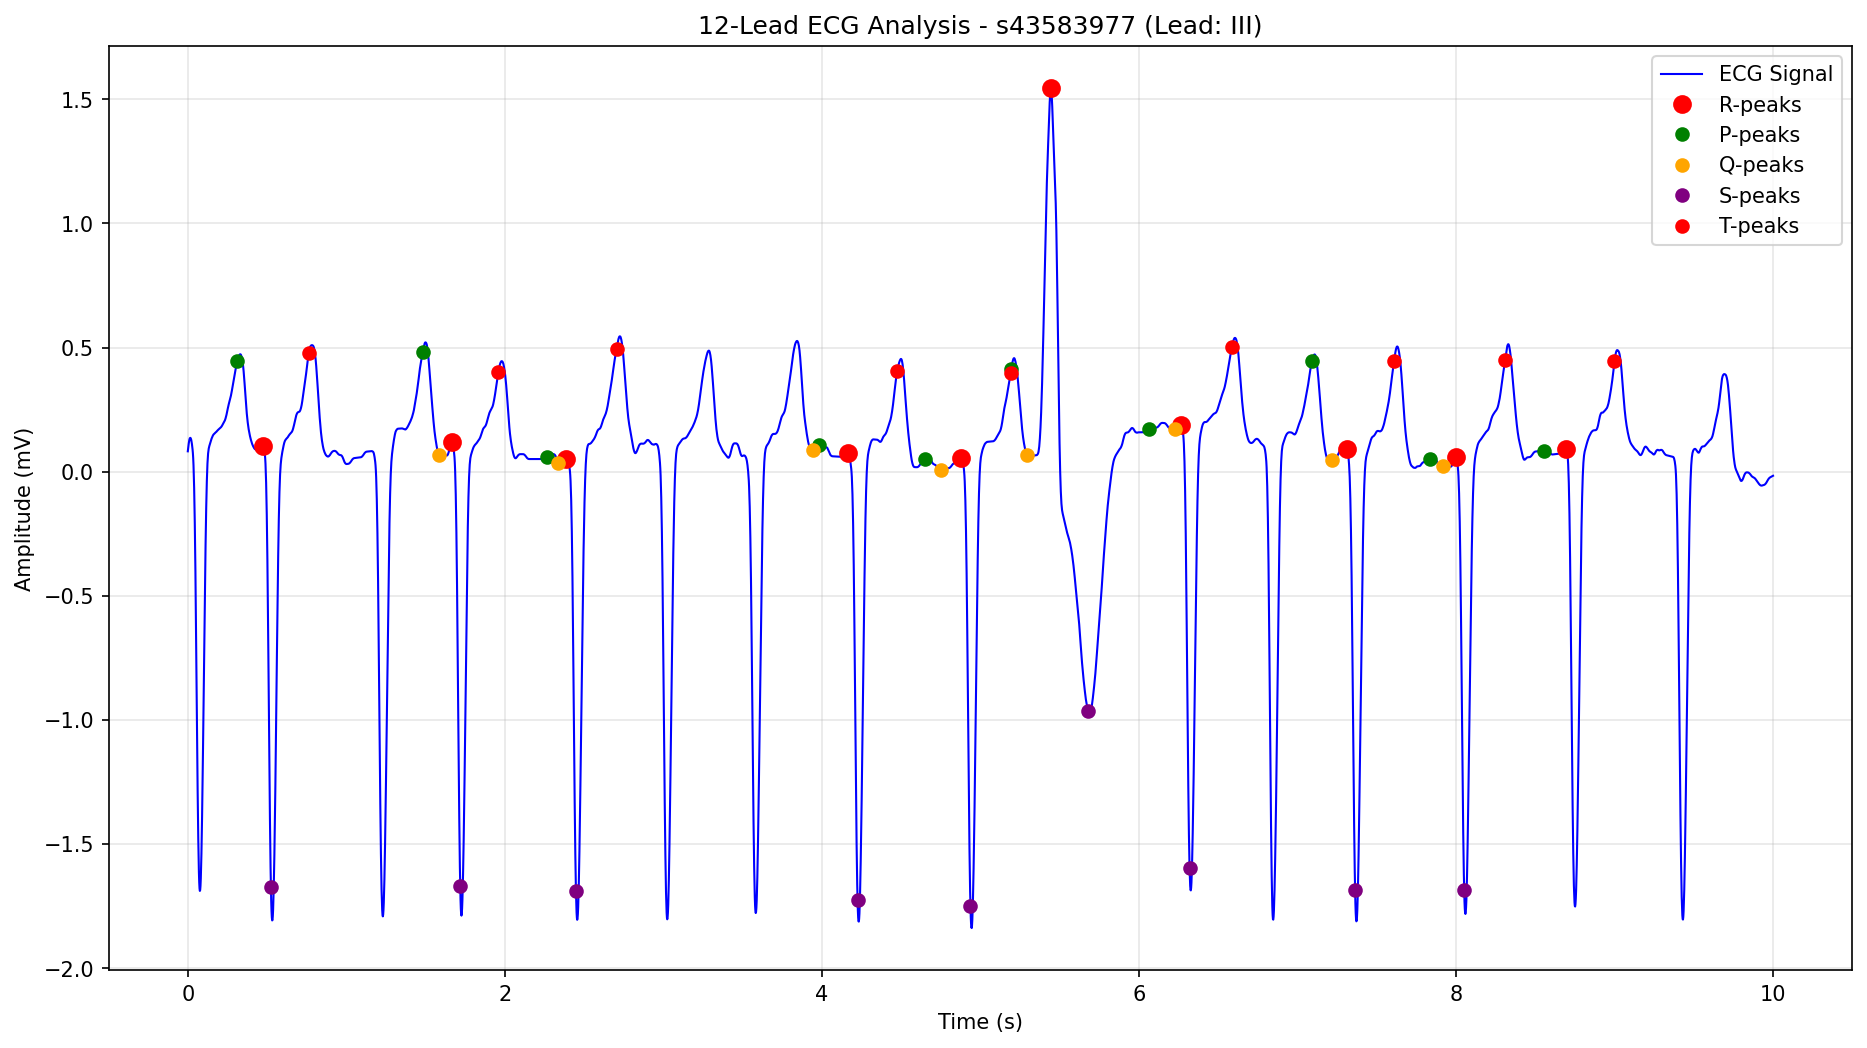 12-Lead ECG Analysis - s43583977 (Lead: III)
ECG Signal
R-peaks
P-peaks
Q-peaks
S-peaks
T-peaks
Amplitude (mV)
1.5
1.0
0.5
0.0
−0.5
−1.0
−1.5
−2.0
0 2 4 6 8 10
Time (s)